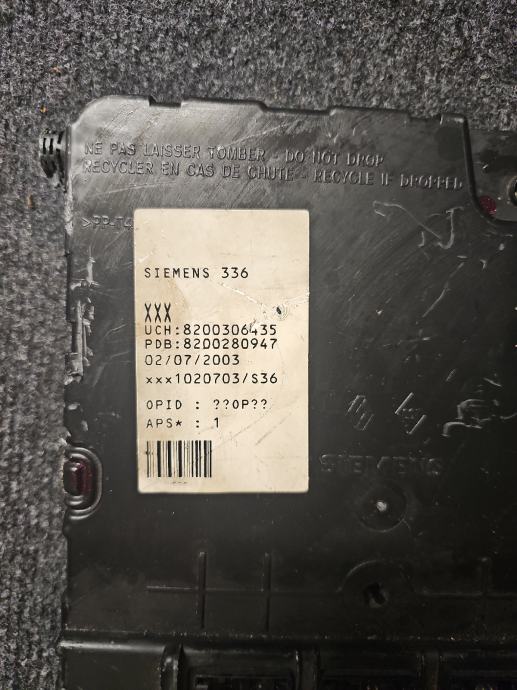 NE PAS LAISSER TOMBER - DO NOT DROP
RECYCLER EN CAS DE CHUTE - RECYCLE IF DROPPED
SIEMENS 336
XXX
UCH:8200306435
PDB:8200280947
02/07/2003
xxx1020703/S36
OPID : ??OP??
APS* : 1
SIEMENS